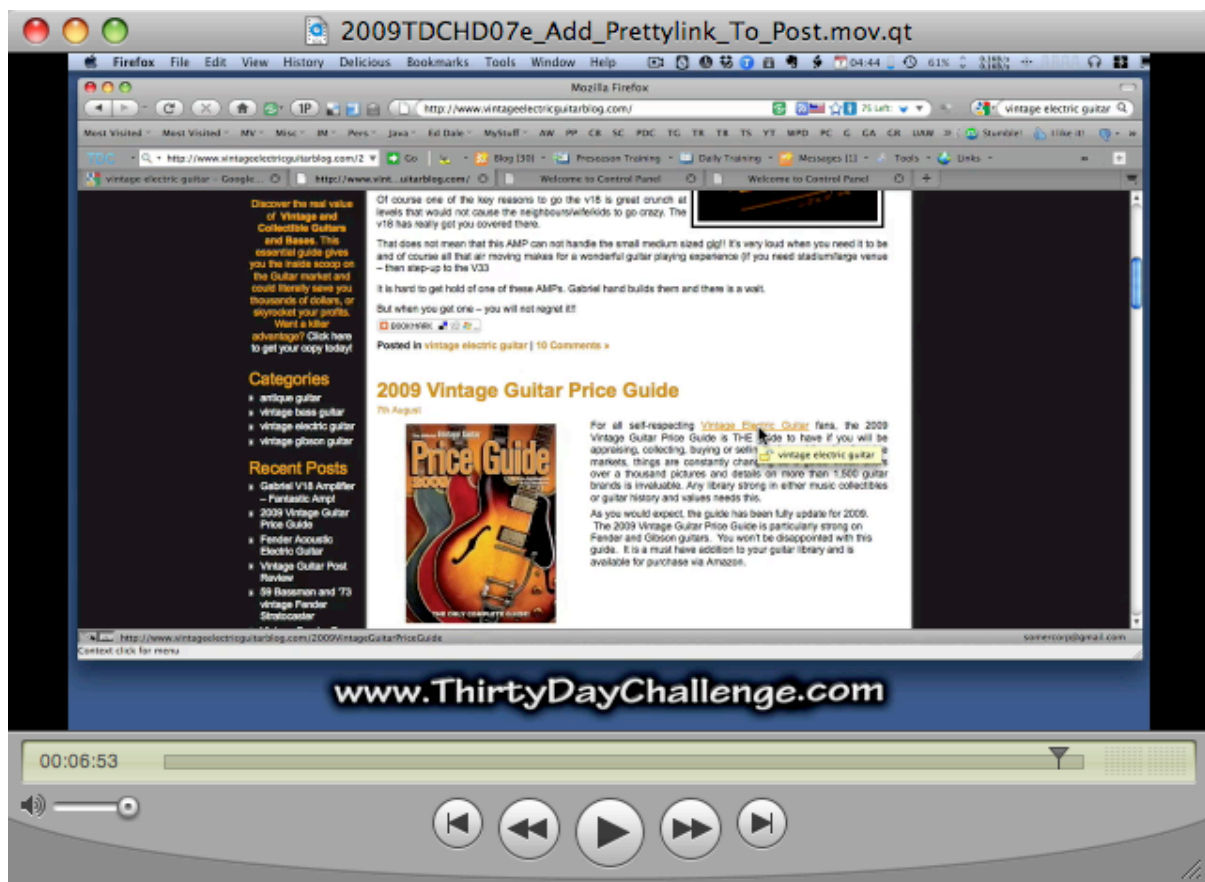 2009TDCHD07e_Add_Prettylink_To_Post.mov.qt
Firefox File Edit View History Delicious Bookmarks Tools Window Help 04:44 61%
Mozilla Firefox
1P http://www.vintageelectricguitarblog.com/ 75 Left: vintage electric guitar
Most Visited Most Visited MV Misc IM Pers Java Ed Dale MyStuff AW PP CB SC PDC TG TR TB TS YT WPD PC G GA GR UAW Stumble! I like it!
http://www.vintageelectricguitarblog.com/2 Go Blog [30] Preseason Training Daily Training Messages [1] Tools Links
vintage electric guitar - Google... http://www.vint...uitarblog.com/ Welcome to Control Panel Welcome to Control Panel
Discover the real value
of Vintage and
Collectible Guitars
and Bases. This
essential guide gives
you the inside scoop on
the Guitar market and
could literally save you
thousands of dollars, or
skyrocket your profits.
Want a killer
advantage? Click here
to get your copy today!
Categories
antique guitar
vintage bass guitar
vintage electric guitar
vintage gibson guitar
Recent Posts
Gabriel V18 Amplifier
– Fantastic Amp!
2009 Vintage Guitar
Price Guide
Fender Acoustic
Electric Guitar
Vintage Guitar Post
Review
59 Bassman and '73
vintage Fender
Stratocaster
Of course one of the key reasons to go the v18 is great crunch at
levels that would not cause the neighbours/wife/kids to go crazy. The
v18 has really got you covered there.
That does not mean that this AMP can not handle the small medium sized gig!! It's very loud when you need it to be
and of course all that air moving makes for a wonderful guitar playing experience (if you need stadium/large venue
– then step-up to the V33
It is hard to get hold of one of these AMPs. Gabriel hand builds them and there is a wait.
But when you get one – you will not regret it!!
BOOKMARK
Posted in vintage electric guitar | 10 Comments »
2009 Vintage Guitar Price Guide
7th August
Vintage Guitar
Price Guide
2009
THE ONLY COMPLETE GUIDE
For all self-respecting Vintage Electric Guitar fans, the 2009
Vintage Guitar Price Guide is THE guide to have if you will be
appraising, collecting, buying or
vintage electric guitar
markets, things are constantly
over a thousand pictures and details on more than 1,500 guitar
brands is invaluable. Any library strong in either music collectibles
or guitar history and values needs this.
As you would expect, the guide has been fully update for 2009.
The 2009 Vintage Guitar Price Guide is particularly strong on
Fender and Gibson guitars. You won't be disappointed with this
guide. It is a must have addition to your guitar library and is
available for purchase via Amazon.
http://www.vintageelectricguitarblog.com/2009VintageGuitarPriceGuide somercorp@gmail.com
Context click for menu
www.ThirtyDayChallenge.com
00:06:53